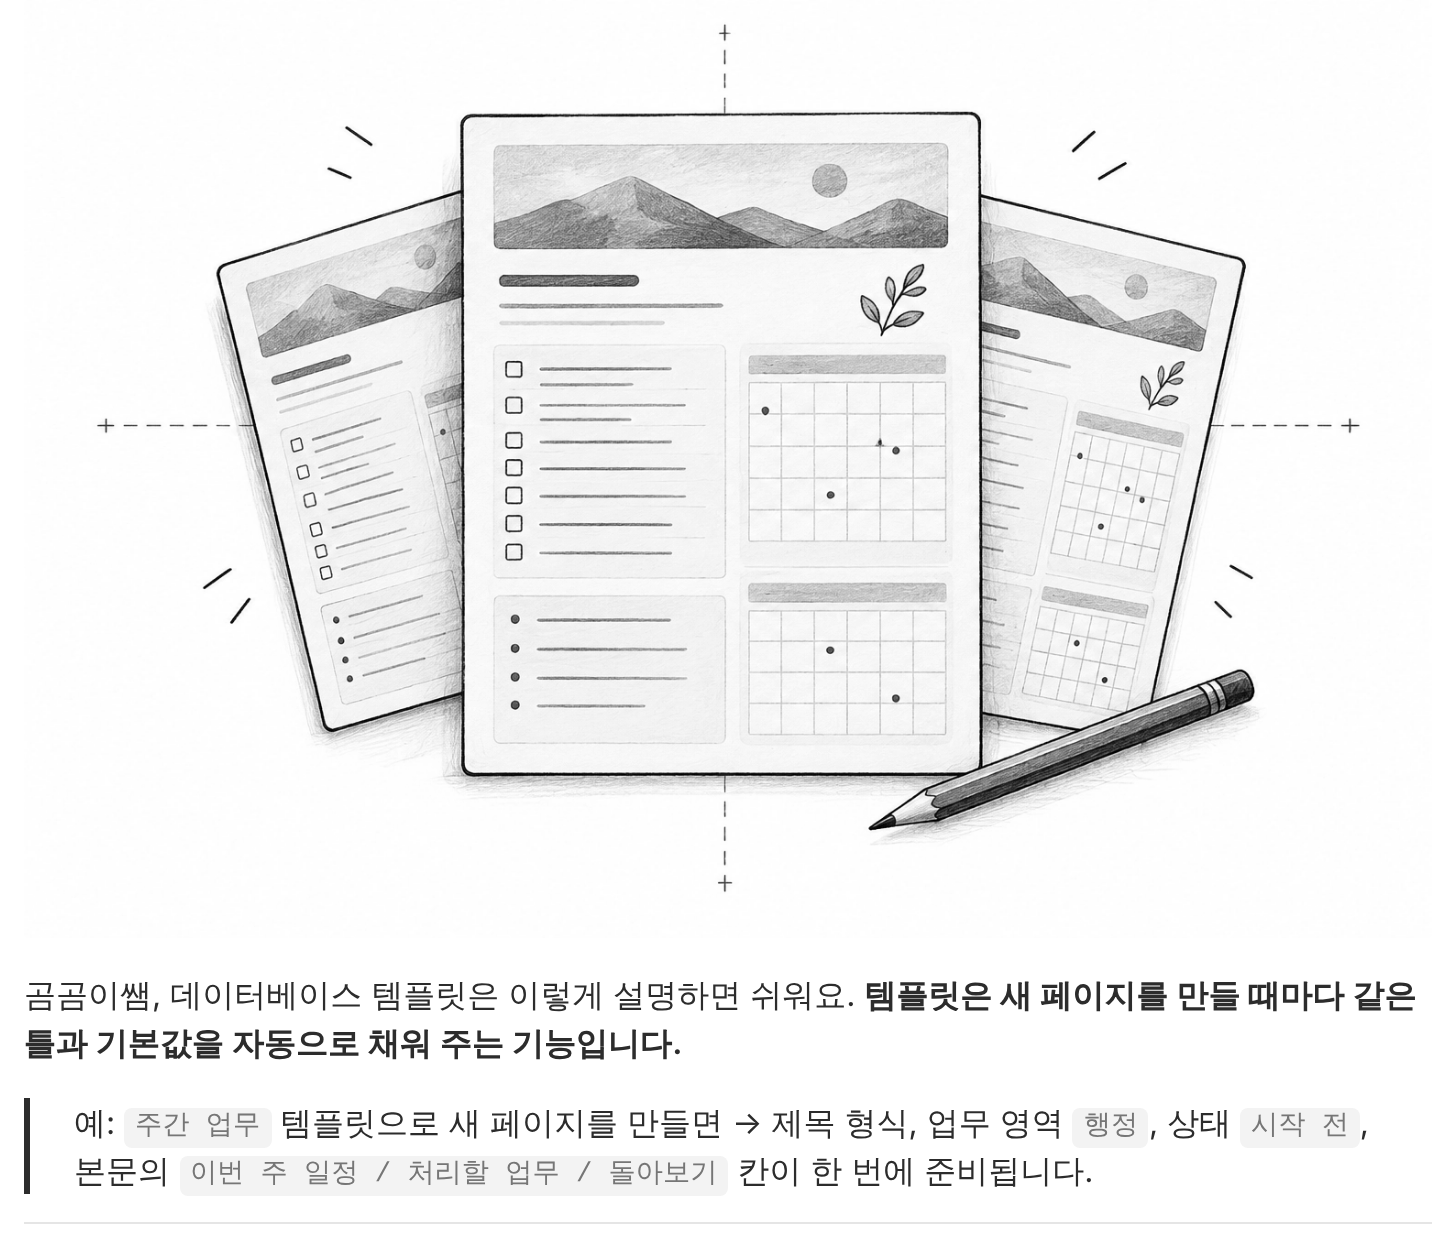 곰곰이쌤, 데이터베이스 템플릿은 이렇게 설명하면 쉬워요. 템플릿은 새 페이지를 만들 때마다 같은
틀과 기본값을 자동으로 채워 주는 기능입니다.
예: 주간 업무 템플릿으로 새 페이지를 만들면 → 제목 형식, 업무 영역 행정, 상태 시작 전,
본문의 이번 주 일정 / 처리할 업무 / 돌아보기 칸이 한 번에 준비됩니다.